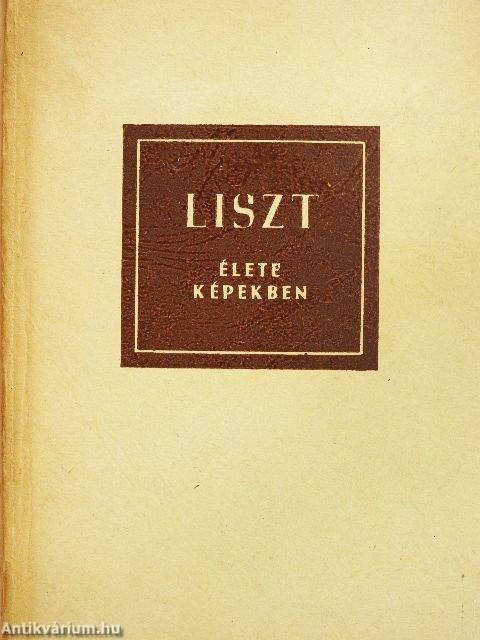 LISZT
ÉLETE
KÉPEKBEN
Antikvárium.hu